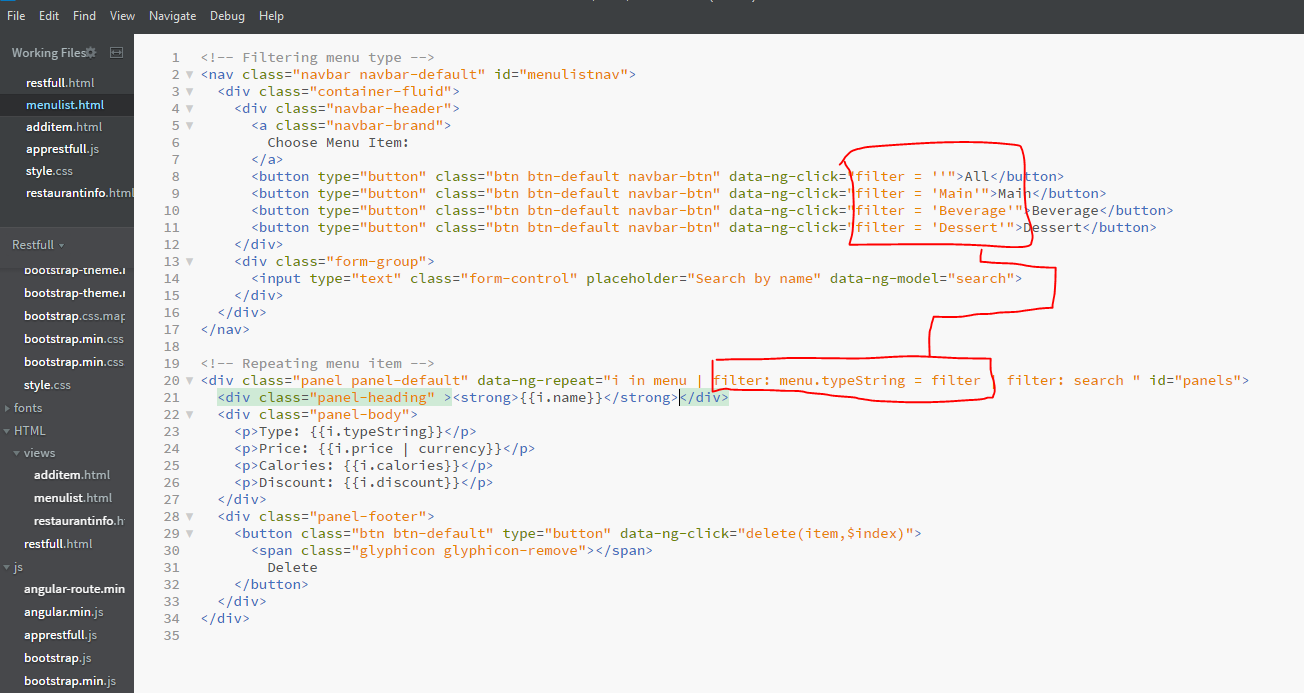 File Edit Find View Navigate Debug Help
Working Files
restfull.html
menulist.html
additem.html
apprestfull.js
style.css
restaurantinfo.html
Restfull
bootstrap-theme.
bootstrap-theme.
bootstrap.css.map
bootstrap.min.css
bootstrap.min.css
style.css
fonts
HTML
views
additem.html
menulist.html
restaurantinfo.h
restfull.html
js
angular-route.min
angular.min.js
apprestfull.js
bootstrap.js
bootstrap.min.js
1 <!-- Filtering menu type -->
2 <nav class="navbar navbar-default" id="menulistnav">
3 <div class="container-fluid">
4 <div class="navbar-header">
5 <a class="navbar-brand">
6 Choose Menu Item:
7 </a>
8 <button type="button" class="btn btn-default navbar-btn" data-ng-click="filter = ''">All</button>
9 <button type="button" class="btn btn-default navbar-btn" data-ng-click="filter = 'Main'">Main</button>
10 <button type="button" class="btn btn-default navbar-btn" data-ng-click="filter = 'Beverage'">Beverage</button>
11 <button type="button" class="btn btn-default navbar-btn" data-ng-click="filter = 'Dessert'">Dessert</button>
12 </div>
13 <div class="form-group">
14 <input type="text" class="form-control" placeholder="Search by name" data-ng-model="search">
15 </div>
16 </div>
17 </nav>
18
19 <!-- Repeating menu item -->
20 <div class="panel panel-default" data-ng-repeat="i in menu | filter: menu.typeString = filter | filter: search " id="panels">
21 <div class="panel-heading" ><strong>{{i.name}}</strong></div>
22 <div class="panel-body">
23 <p>Type: {{i.typeString}}</p>
24 <p>Price: {{i.price | currency}}</p>
25 <p>Calories: {{i.calories}}</p>
26 <p>Discount: {{i.discount}}</p>
27 </div>
28 <div class="panel-footer">
29 <button class="btn btn-default" type="button" data-ng-click="delete(item,$index)">
30 <span class="glyphicon glyphicon-remove"></span>
31 Delete
32 </button>
33 </div>
34 </div>
35